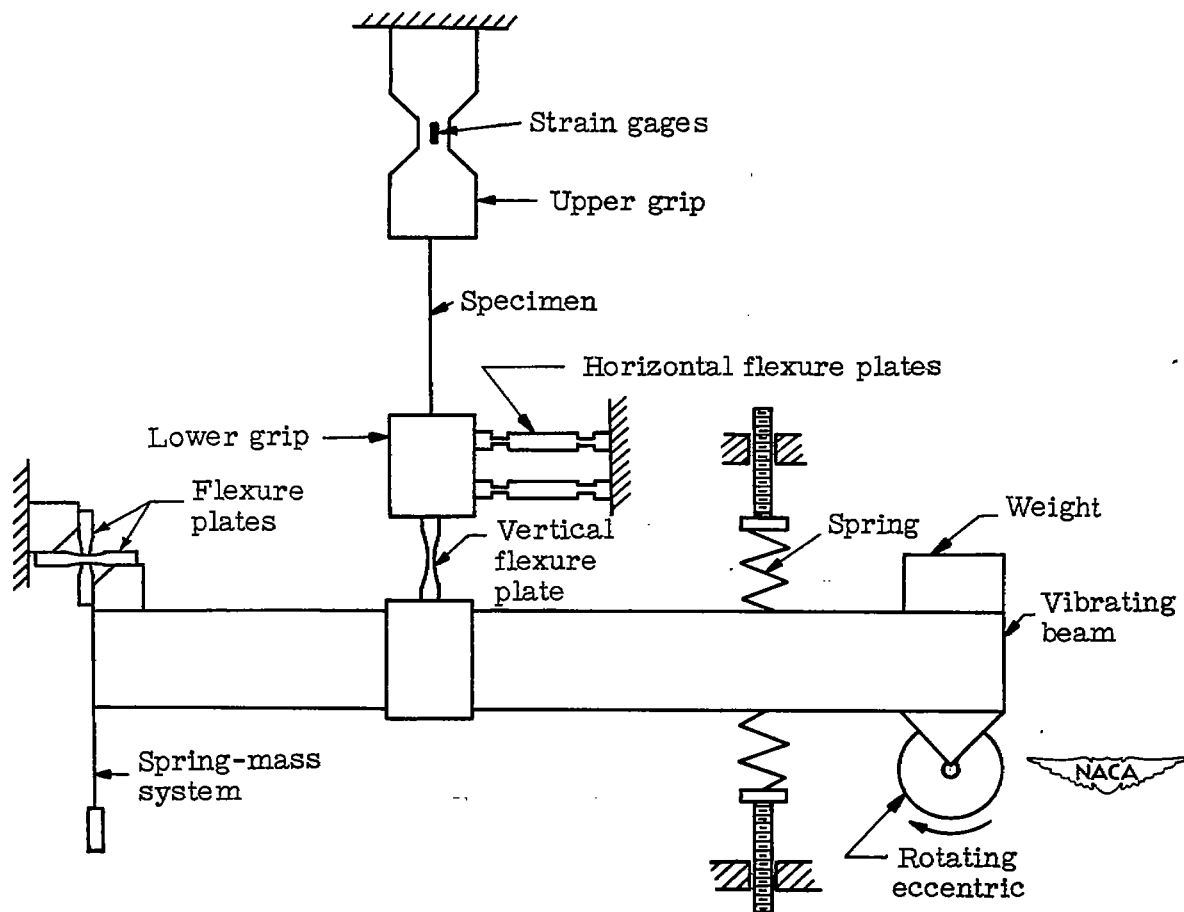 Strain gages
Upper grip
Specimen
Horizontal flexure plates
Lower grip
Flexure
plates
Vertical
flexure
plate
Spring
Weight
Vibrating
beam
Spring-mass
system
NACA
Rotating
eccentric